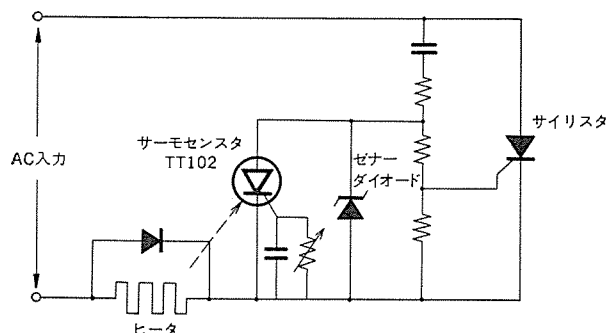 サーモセンスタ
TT102
サイリスタ
AC入力
ゼナー
ダイオード
ヒータ